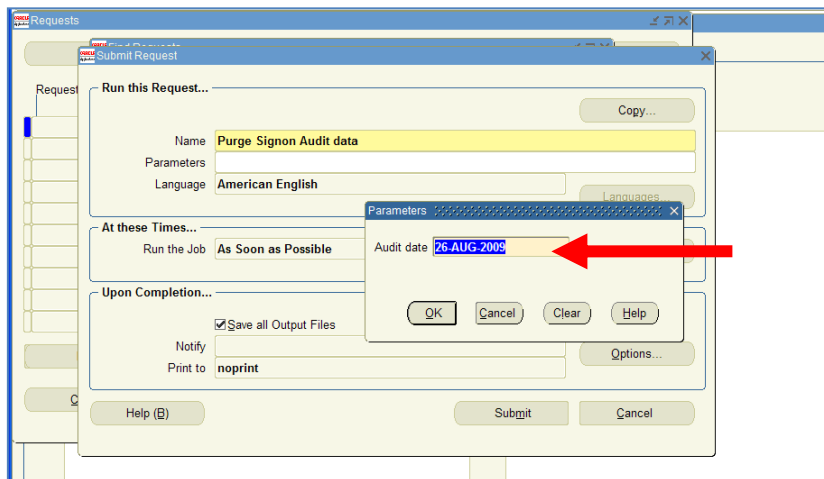 ORACLE
Requests
Find Requests
Submit Request
Request
Run this Request...
Copy...
Name Purge Signon Audit data
Parameters
Language American English
Languages...
Parameters
At these Times...
Run the Job As Soon as Possible
Audit date 26-AUG-2009
Upon Completion...
OK Cancel Clear Help
Save all Output Files
Notify
Options...
Print to noprint
C
Help (B) Submit Cancel